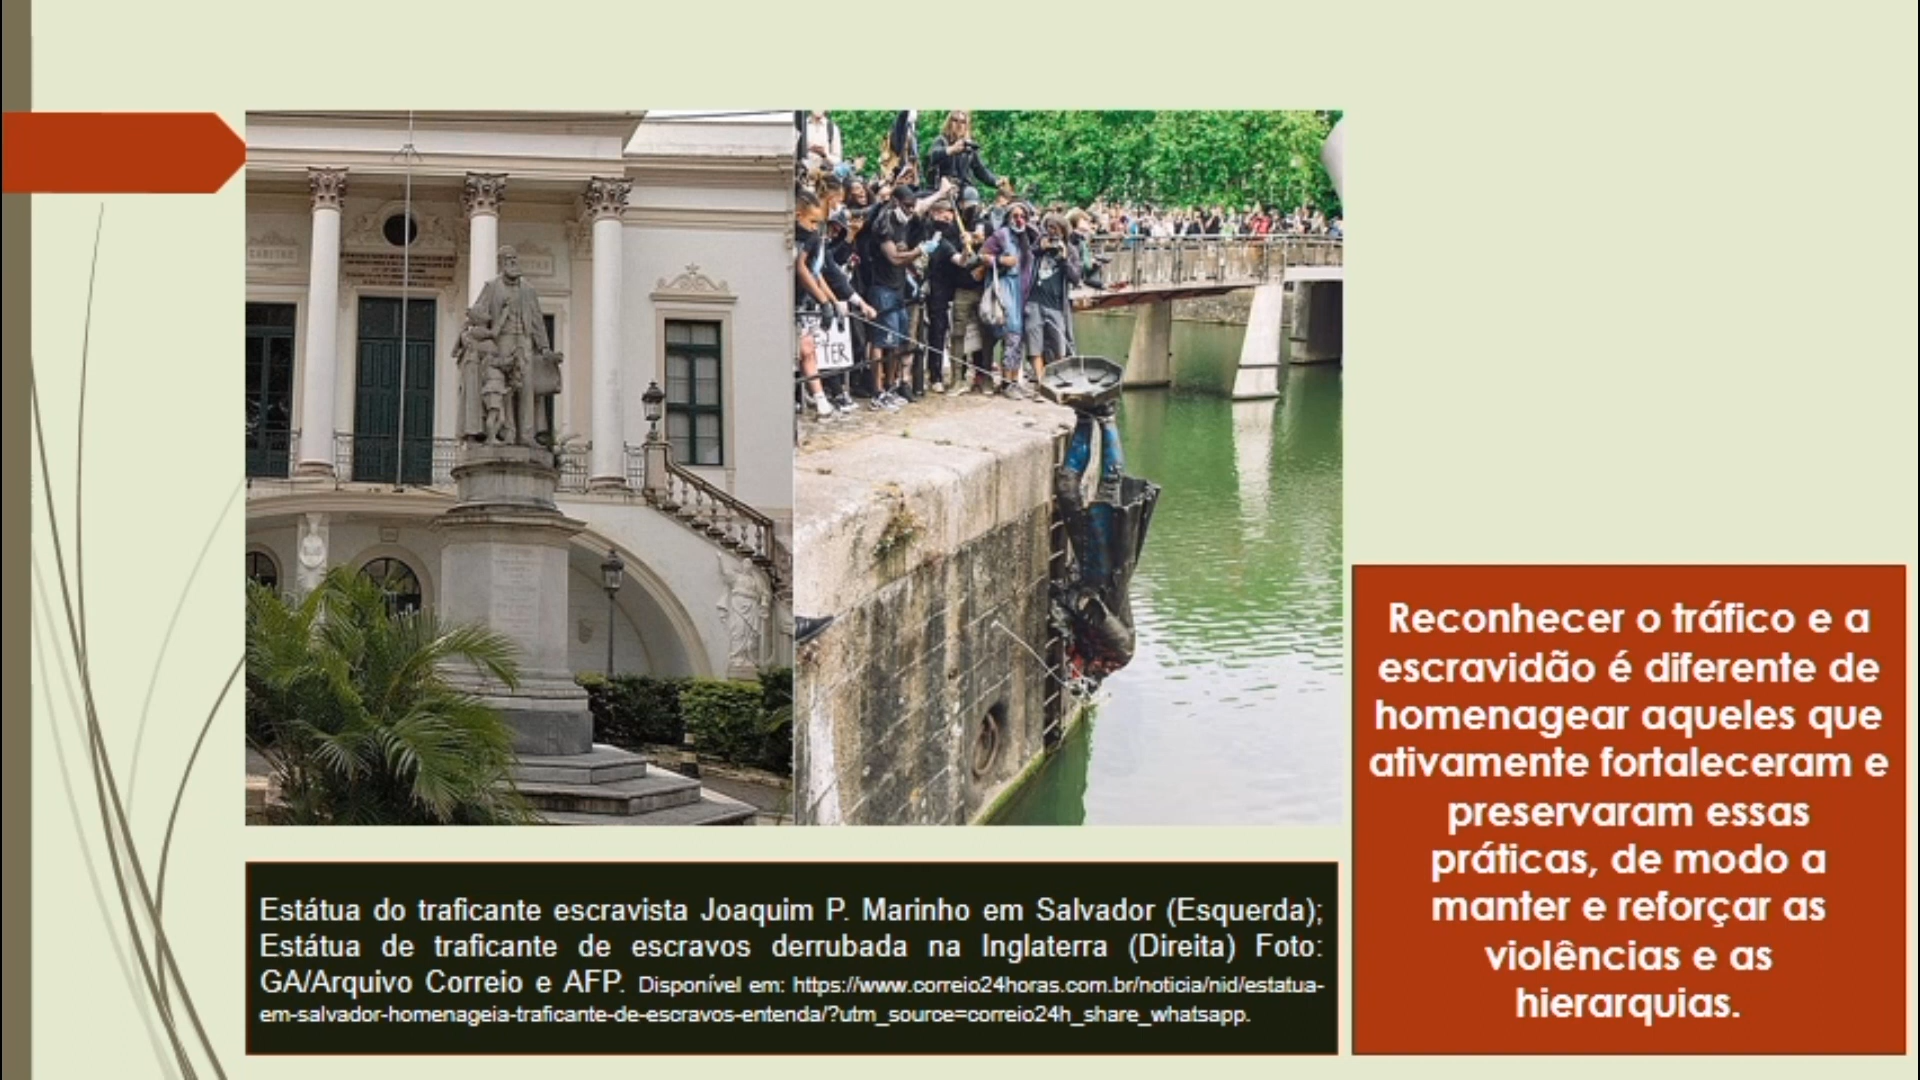 TTER
Reconhecer o tráfico e a
escravidão é diferente de
homenagear aqueles que
ativamente fortaleceram e
preservaram essas
práticas, de modo a
manter e reforçar as
violências e as
hierarquias.
Estátua do traficante escravista Joaquim P. Marinho em Salvador (Esquerda);
Estátua de traficante de escravos derrubada na Inglaterra (Direita) Foto:
GA/Arquivo Correio e AFP. Disponível em: https://www.correio24horas.com.br/noticia/nid/estatua-
em-salvador-homenageia-traficante-de-escravos-entenda/?utm_source=correio24h_share_whatsapp.